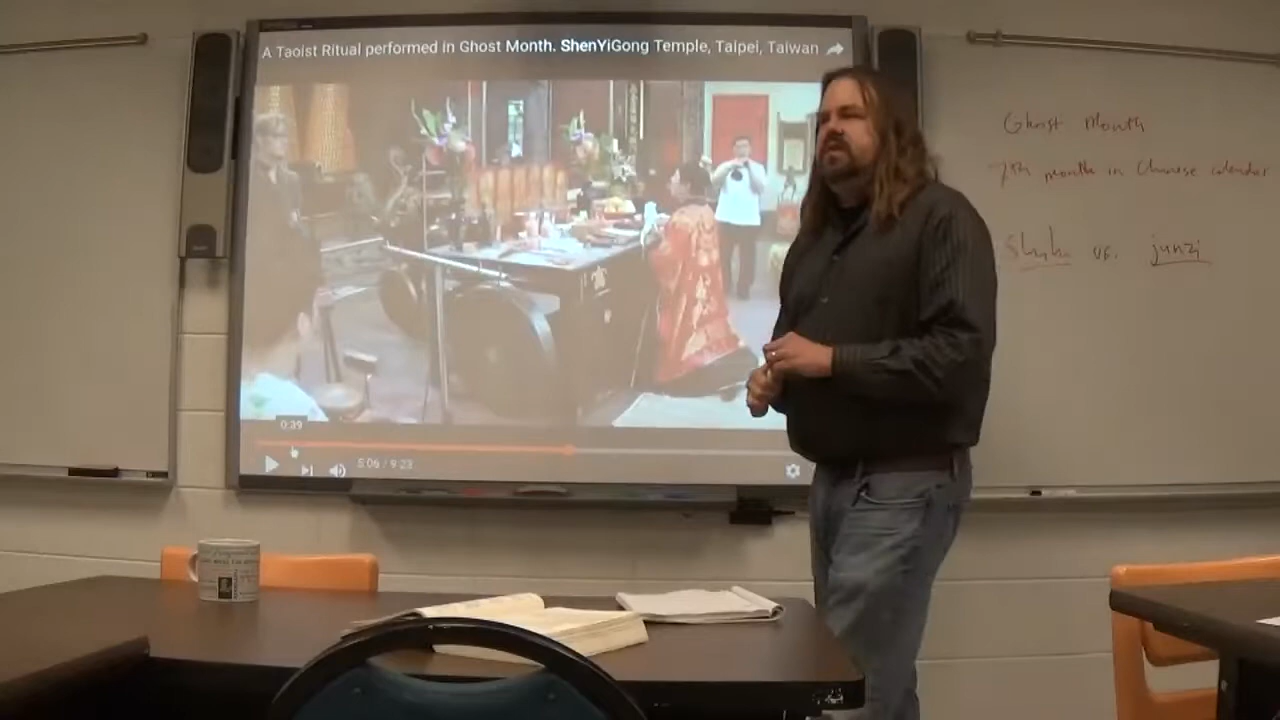 A Taoist Ritual performed in Ghost Month. ShenYiGong Temple, Taipei, Taiwan
Ghost Month
7th month in Chinese calendar
vs. junzi
0:39
5:06 / 9:23